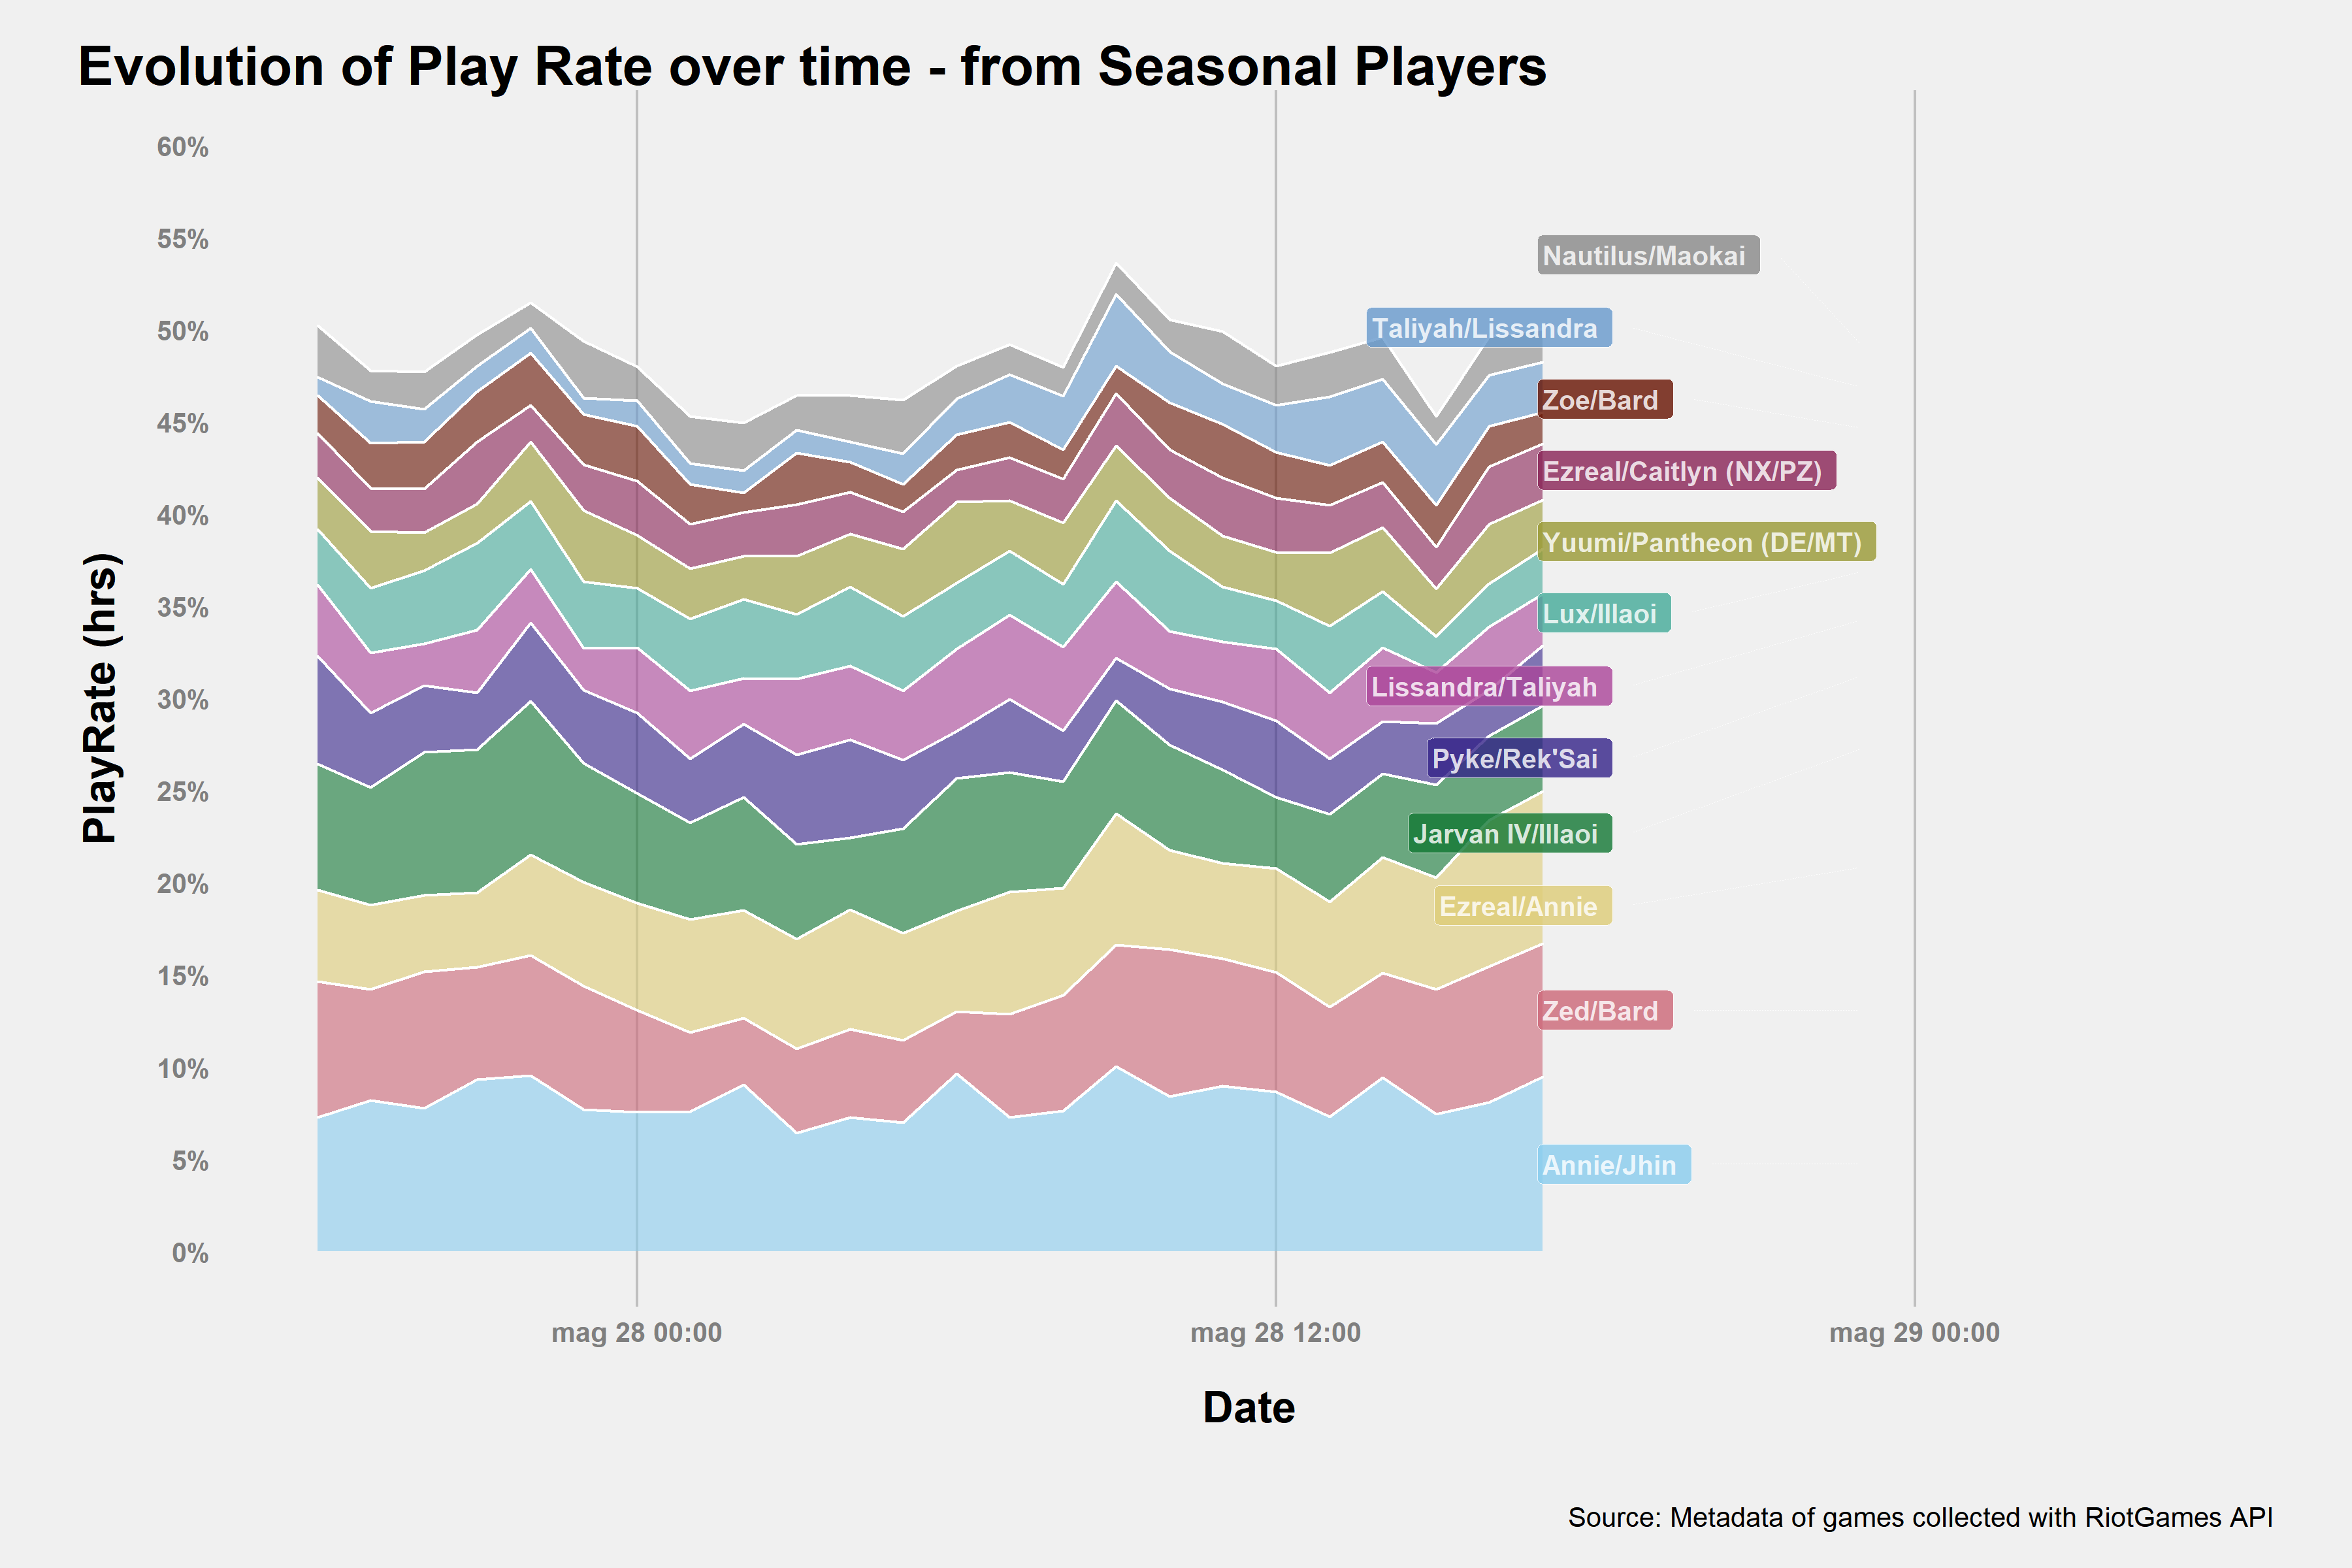 Evolution of Play Rate over time - from Seasonal Players
PlayRate (hrs)
60%
55%
50%
45%
40%
35%
30%
25%
20%
15%
10%
5%
0%
Nautilus/Maokai
Taliyah/Lissandra
Zoe/Bard
Ezreal/Caitlyn (NX/PZ)
Yuumi/Pantheon (DE/MT)
Lux/Illaoi
Lissandra/Taliyah
Pyke/Rek'Sai
Jarvan IV/Illaoi
Ezreal/Annie
Zed/Bard
Annie/Jhin
mag 28 00:00
mag 28 12:00
mag 29 00:00
Date
Source: Metadata of games collected with RiotGames API